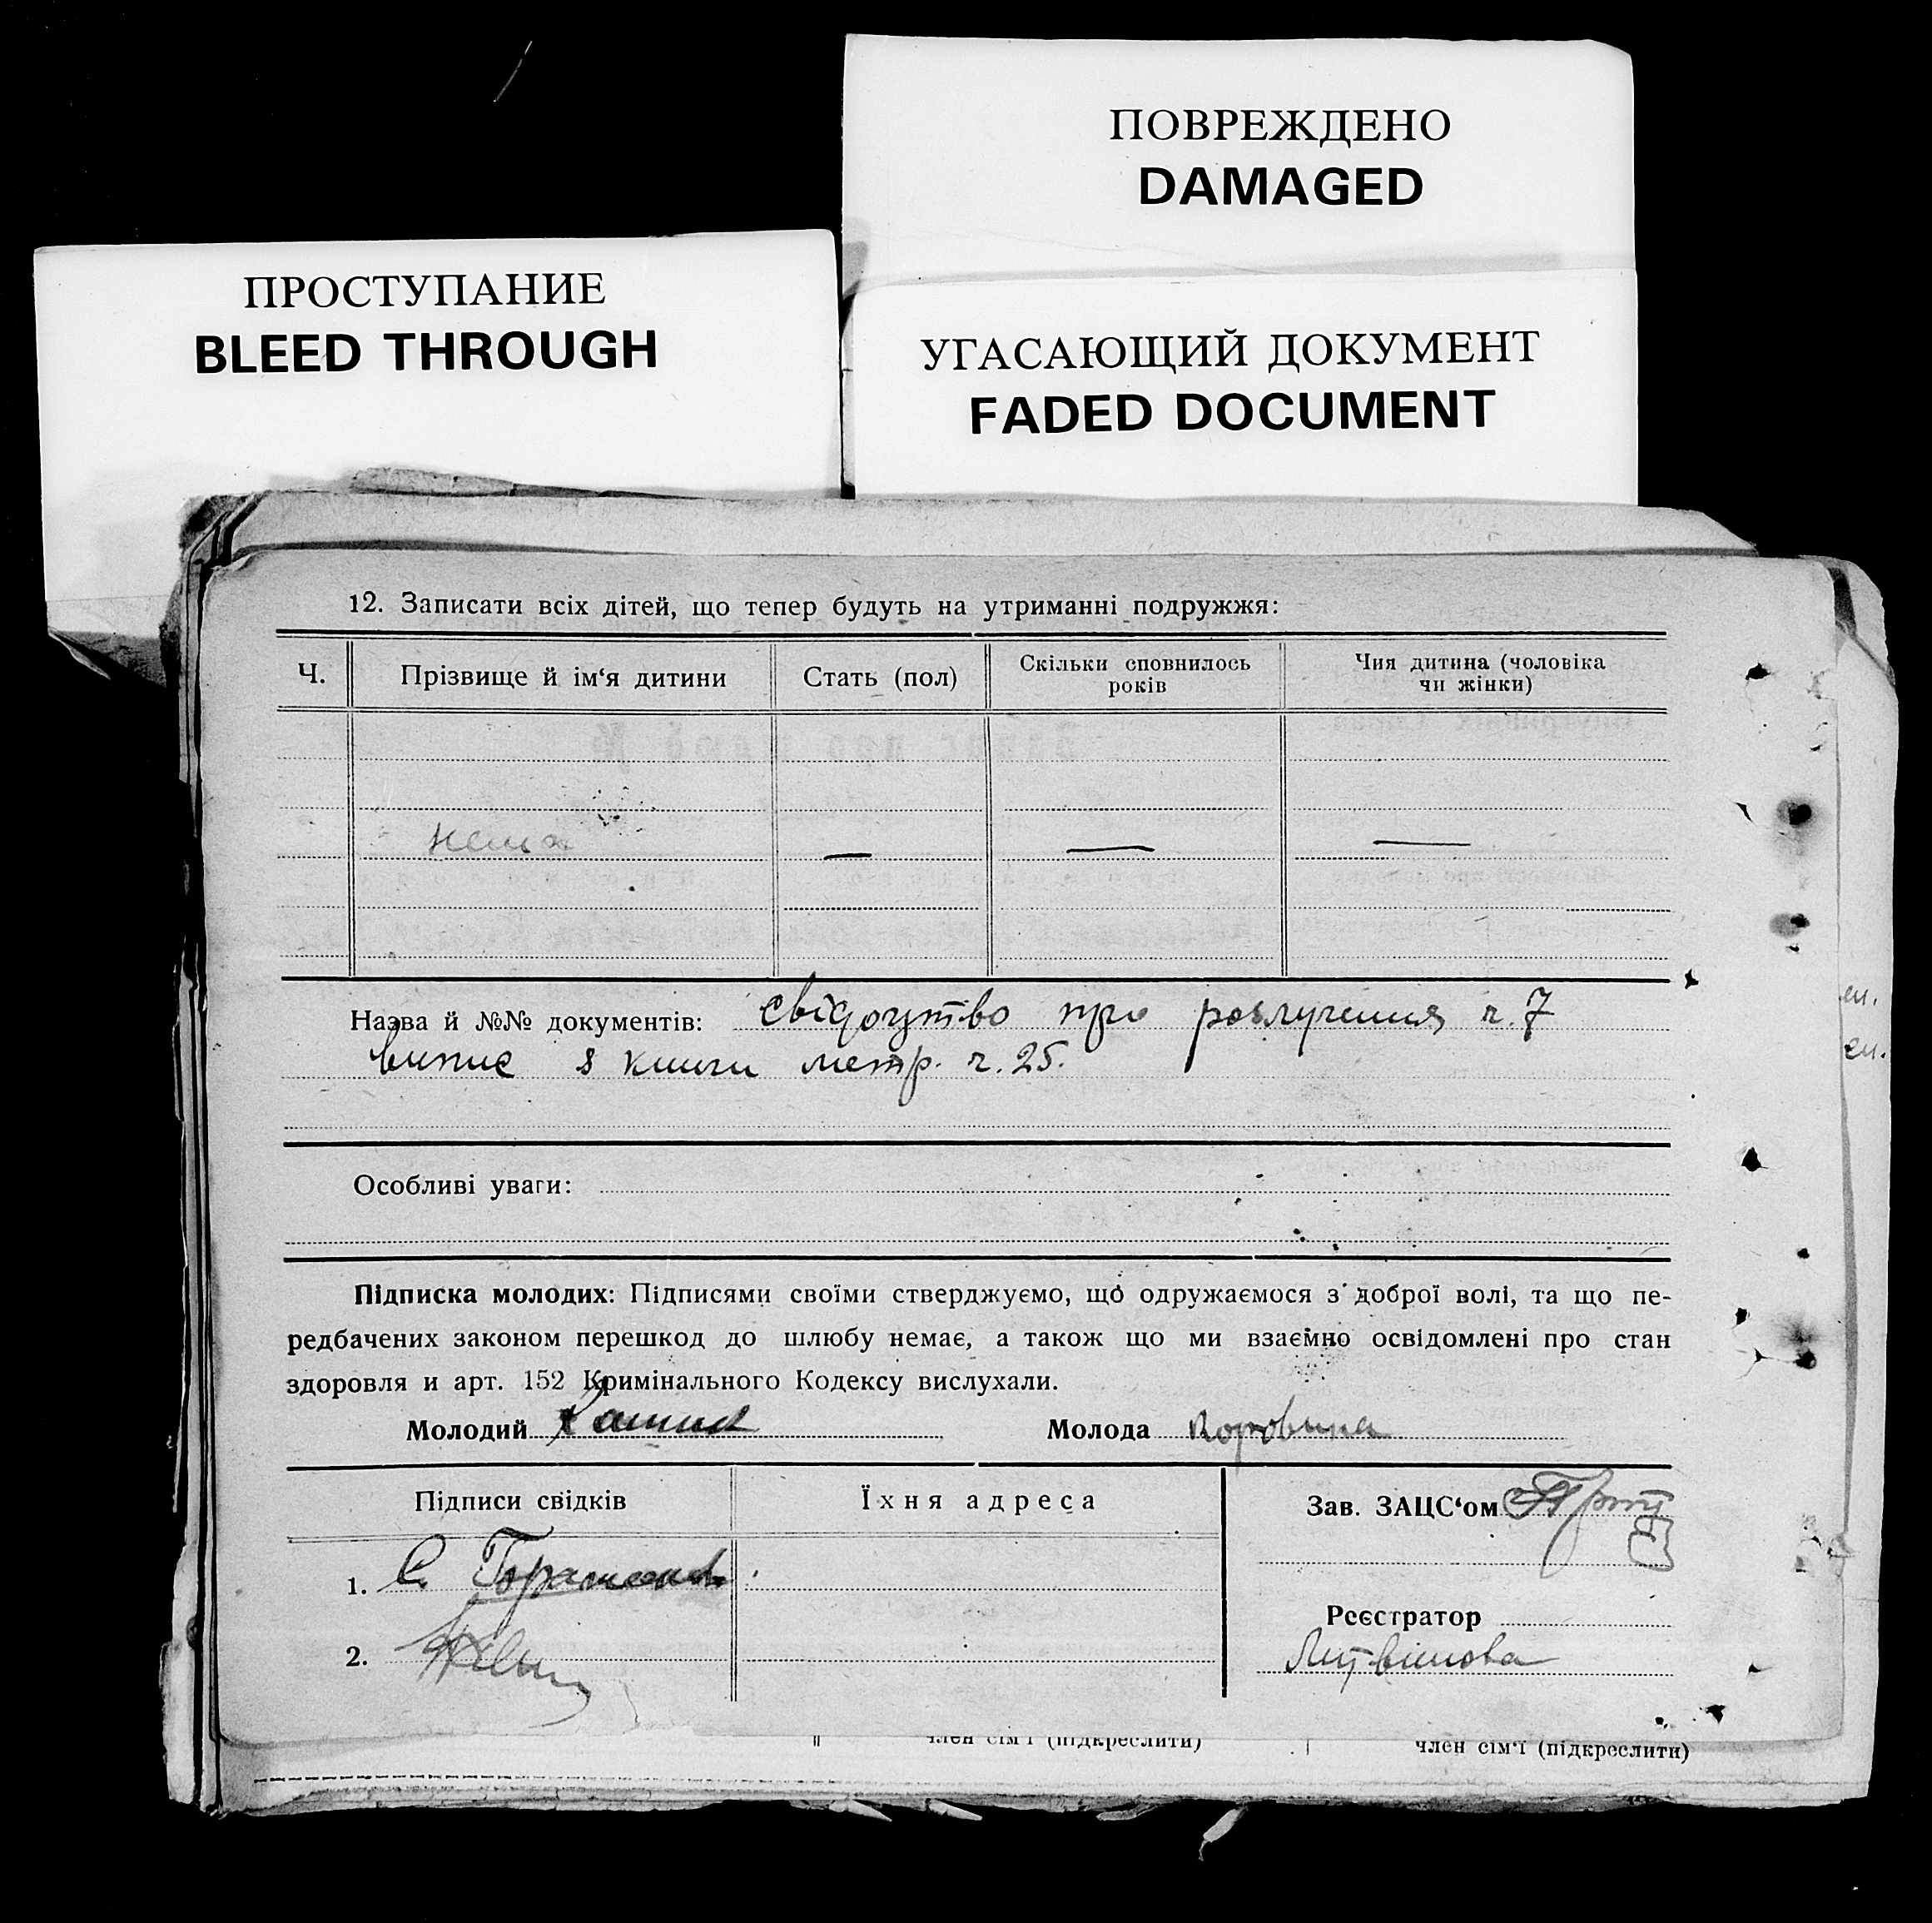 ПОВРЕЖДЕНО
DAMAGED
ПРОСТУПАНИЕ
BLEED THROUGH
УГАСАЮЩИЙ ДОКУМЕНТ
FADED DOCUMENT
12. Записати всіх дітей, що тепер будуть на утриманні подружжя:
Ч. Прізвище й ім‘я дитини Стать (пол) Скільки сповнилось років Чия дитина (чоловіка чи жінки)
нема — — —
Назва й №№ документів: свідоцтво про розлучення ч. 7
випис з книги метр. ч. 25.
Особливі уваги:
Підписка молодих: Підписями своїми стверджуємо, що одружаємося з доброї волі, та що пе-
редбачених законом перешкод до шлюбу немає, а також що ми взаємно освідомлені про стан
здоровля и арт. 152 Кримінального Кодексу вислухали.
Молодий Молода Коровина
Підписи свідків Їхня адреса Зав. ЗАЦС‘ом
1. С.
Реєстратор
2. Литвинова
член сім‘ї (підкреслити) член сім‘ї (підкреслити)